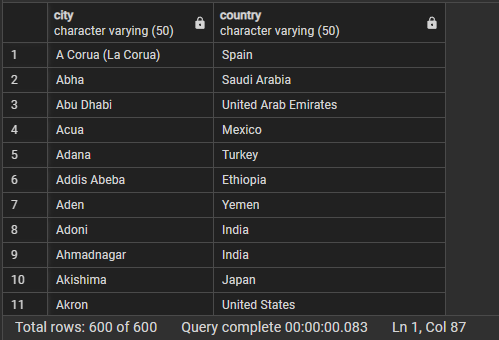 city country
character varying (50) character varying (50)
1 A Corua (La Corua) Spain
2 Abha Saudi Arabia
3 Abu Dhabi United Arab Emirates
4 Acua Mexico
5 Adana Turkey
6 Addis Abeba Ethiopia
7 Aden Yemen
8 Adoni India
9 Ahmadnagar India
10 Akishima Japan
11 Akron United States
Total rows: 600 of 600 Query complete 00:00:00.083 Ln 1, Col 87